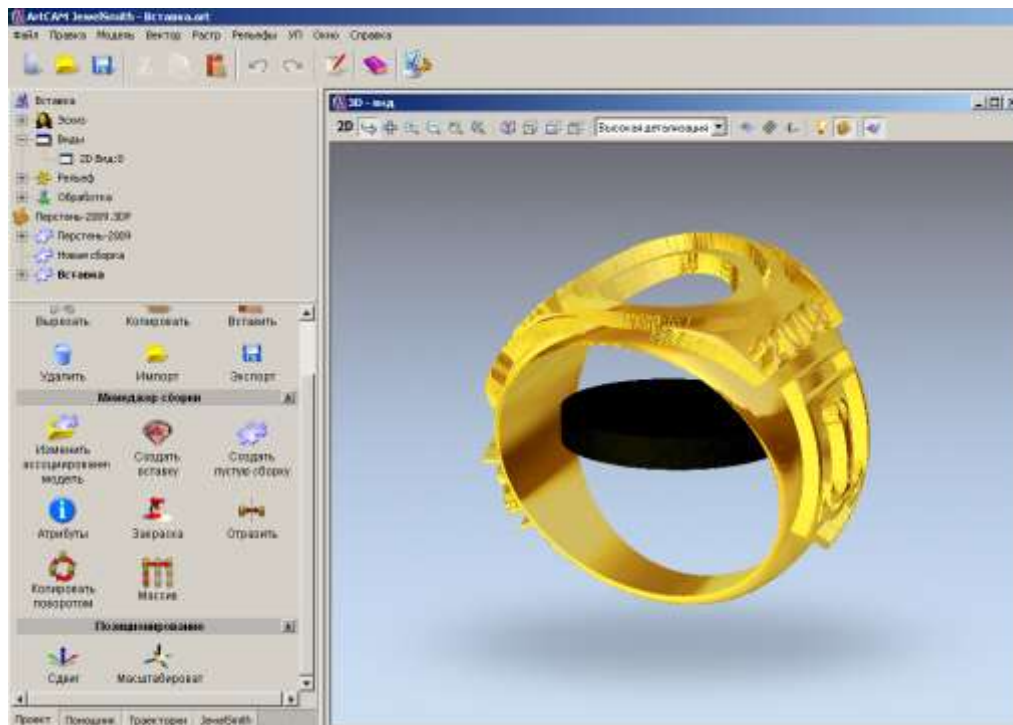 ArtCAM JewelSmith - Вставка.art
Файл Правка Модель Вектор Растр Рельефы УП Окно Справка
Вставка
Эскиз
Виды
2D Вид:0
Рельеф
Обработка
Перстень-2009.3DP
Перстень-2009
Новая сборка
Вставка
3D - вид
2D
Высокая детализация
Вырезать Копировать Вставить
Удалить Импорт Экспорт
Менеджер сборки
Изменить ассоциированн модель
Создать вставку
Создать пустую сборку
Атрибуты Закраска Отразить
Копировать поворотом
Массив
Позиционирование
Сдвиг Масштабироват
Проект Помощник Траектории JewelSmith